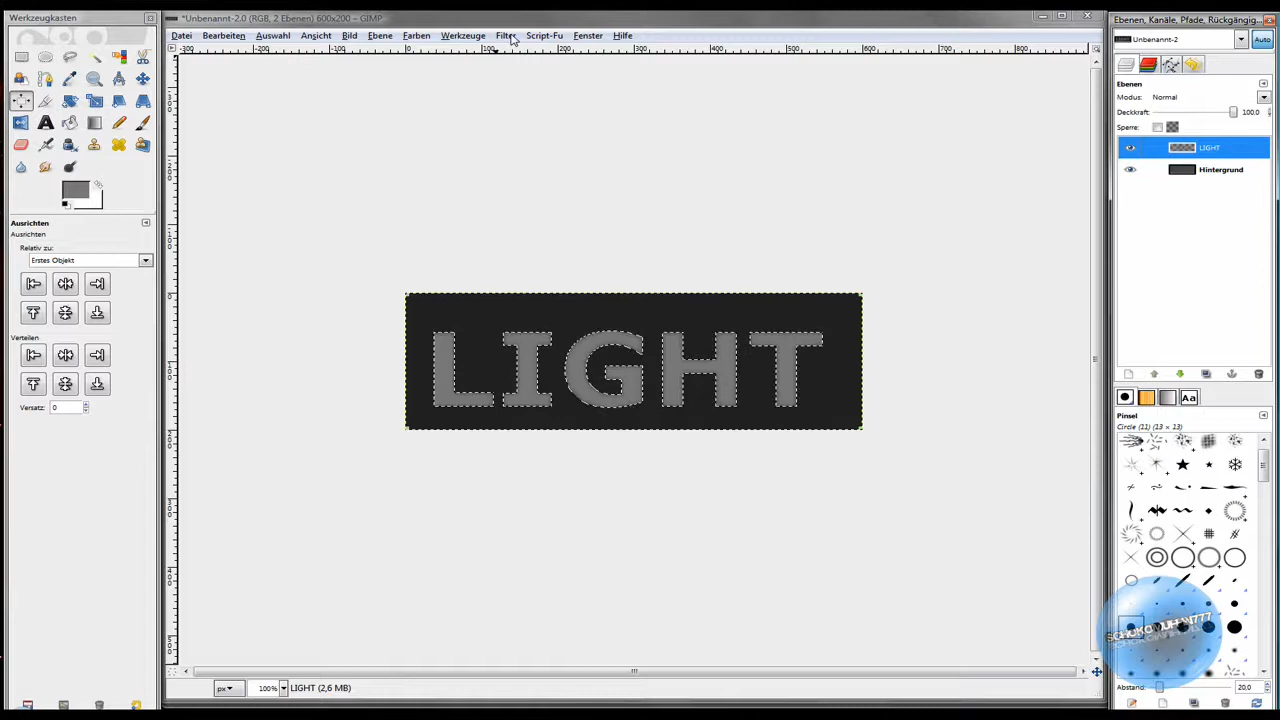 Werkzeugkasten
*Unbenannt-2.0 (RGB, 2 Ebenen) 600x200 – GIMP
Ebenen, Kanäle, Pfade, Rückgängig...
Datei Bearbeiten Auswahl Ansicht Bild Ebene Farben Werkzeuge Filter Script-Fu Fenster Hilfe
Unbenannt-2
Auto
Ebenen
Modus: Normal
Deckkraft: 100,0
Sperre:
LIGHT
Hintergrund
Ausrichten
Ausrichten
Relativ zu:
Erstes Objekt
Verteilen
Versatz: 0
LIGHT
Pinsel
Circle (11) (13 × 13)
SCHOKOMUFFIN777
Abstand: 20,0
px 100% LIGHT (2,6 MB)